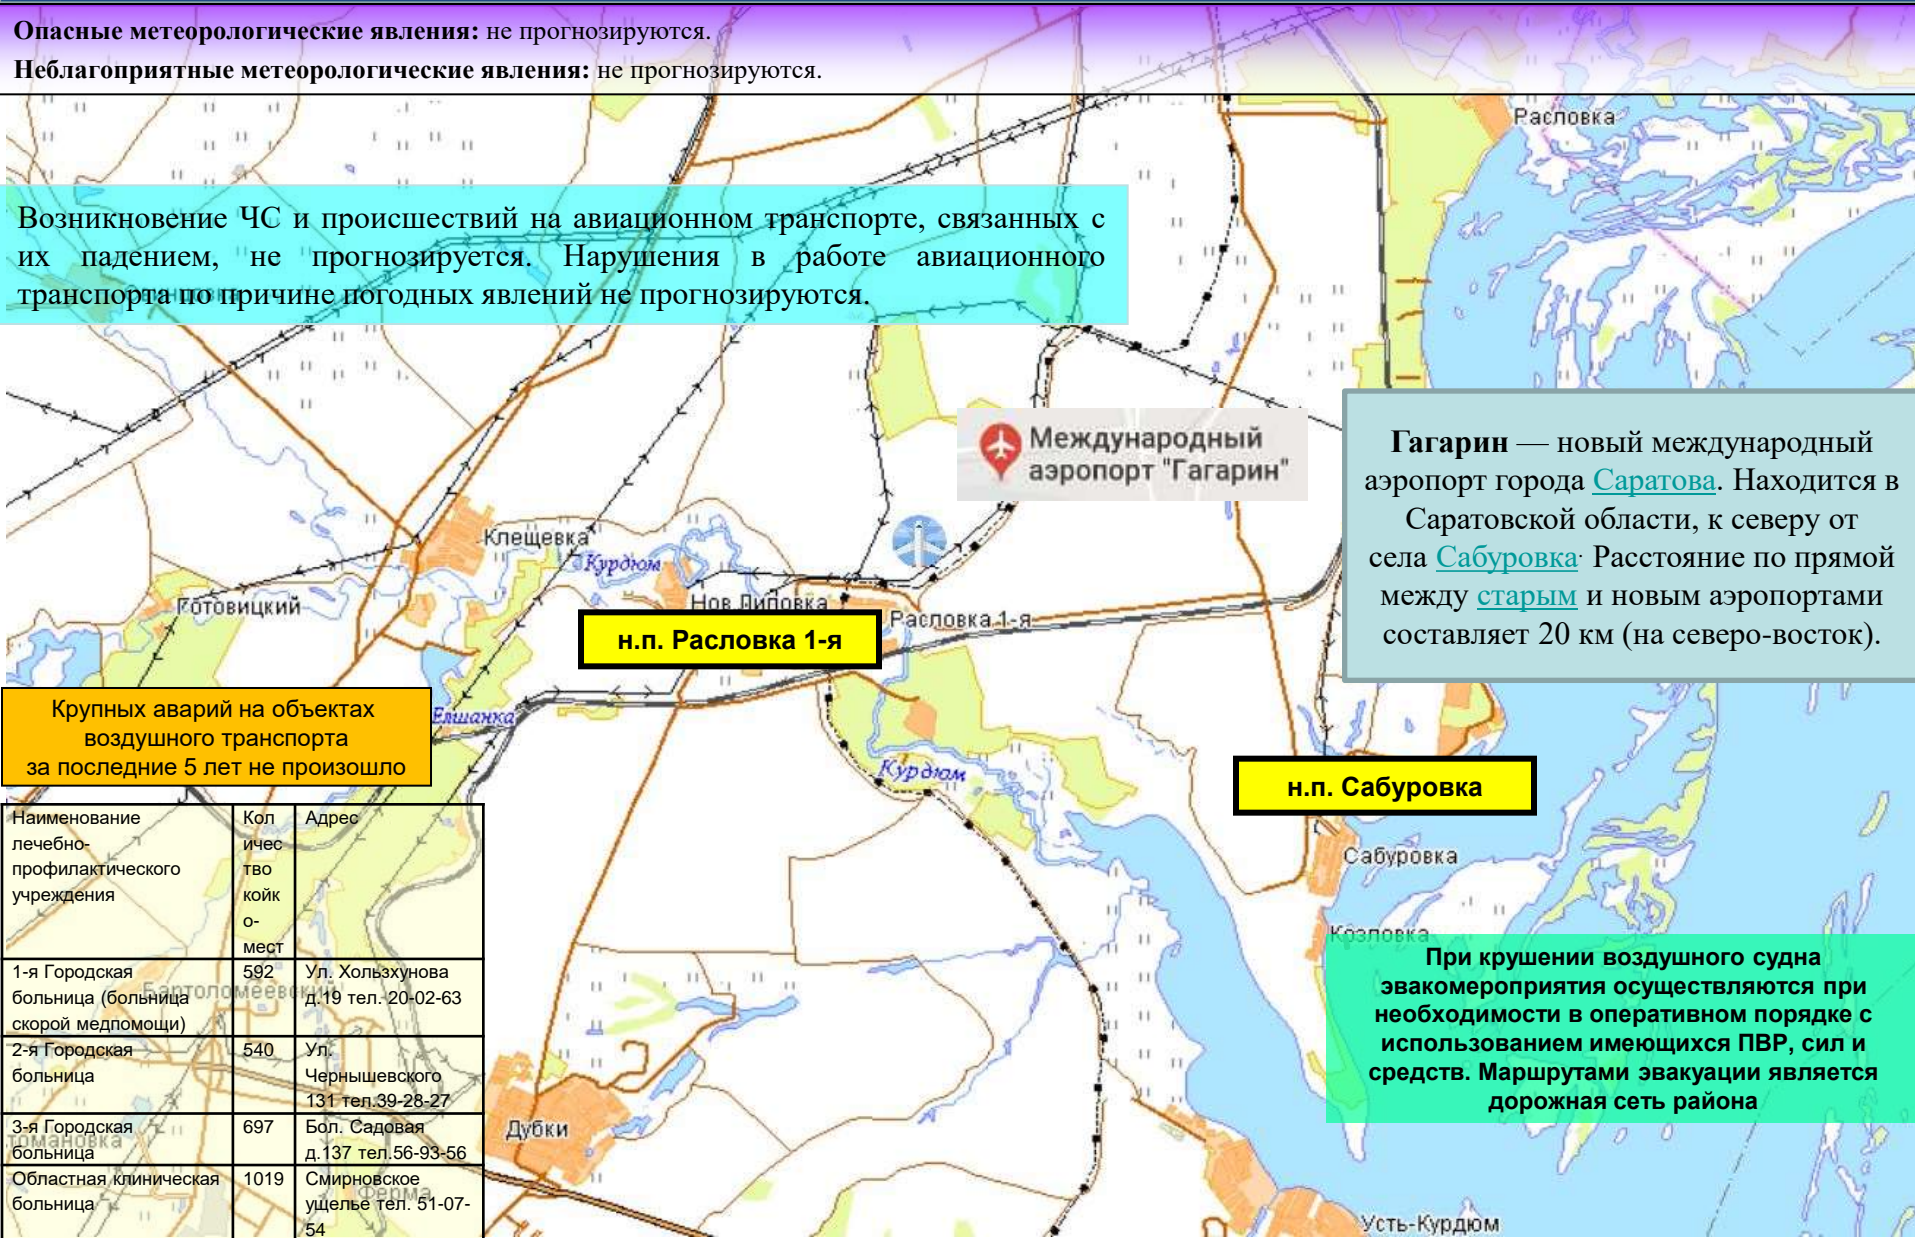 Опасные метеорологические явления: не прогнозируются.
Неблагоприятные метеорологические явления: не прогнозируются.
Расловка
Возникновение ЧС и происшествий на авиационном транспорте, связанных с
их падением, не прогнозируется. Нарушения в работе авиационного
транспорта по причине погодных явлений не прогнозируются.
Международный
аэропорт "Гагарин"
Гагарин — новый международный
аэропорт города Саратова. Находится в
Саратовской области, к северу от
села Сабуровка. Расстояние по прямой
между старым и новым аэропортами
составляет 20 км (на северо-восток).
Клещевка
Курдюм
Готовицкий
Нов.Липовка
Расловка 1-я
н.п. Расловка 1-я
Елшанка
Крупных аварий на объектах
воздушного транспорта
за последние 5 лет не произошло
Курдюм
н.п. Сабуровка
Сабуровка
Козловка
Наименование
лечебно-
профилактического
учреждения
Кол
ичес
тво
койк
о-
мест
Адрес
1-я Городская
больница (больница
скорой медпомощи)
592
Ул. Хользхунова
д.19 тел. 20-02-63
Бартоломеевский
2-я Городская
больница
540
Ул.
Чернышевского
131 тел.39-28-27
3-я Городская
больница
697
Бол. Садовая
д.137 тел.56-93-56
Областная клиническая
больница
1019
Смирновское
ущелье тел. 51-07-
54
Ферма
Дубки
При крушении воздушного судна
эвакомероприятия осуществляются при
необходимости в оперативном порядке с
использованием имеющихся ПВР, сил и
средств. Маршрутами эвакуации является
дорожная сеть района
Усть-Курдюм